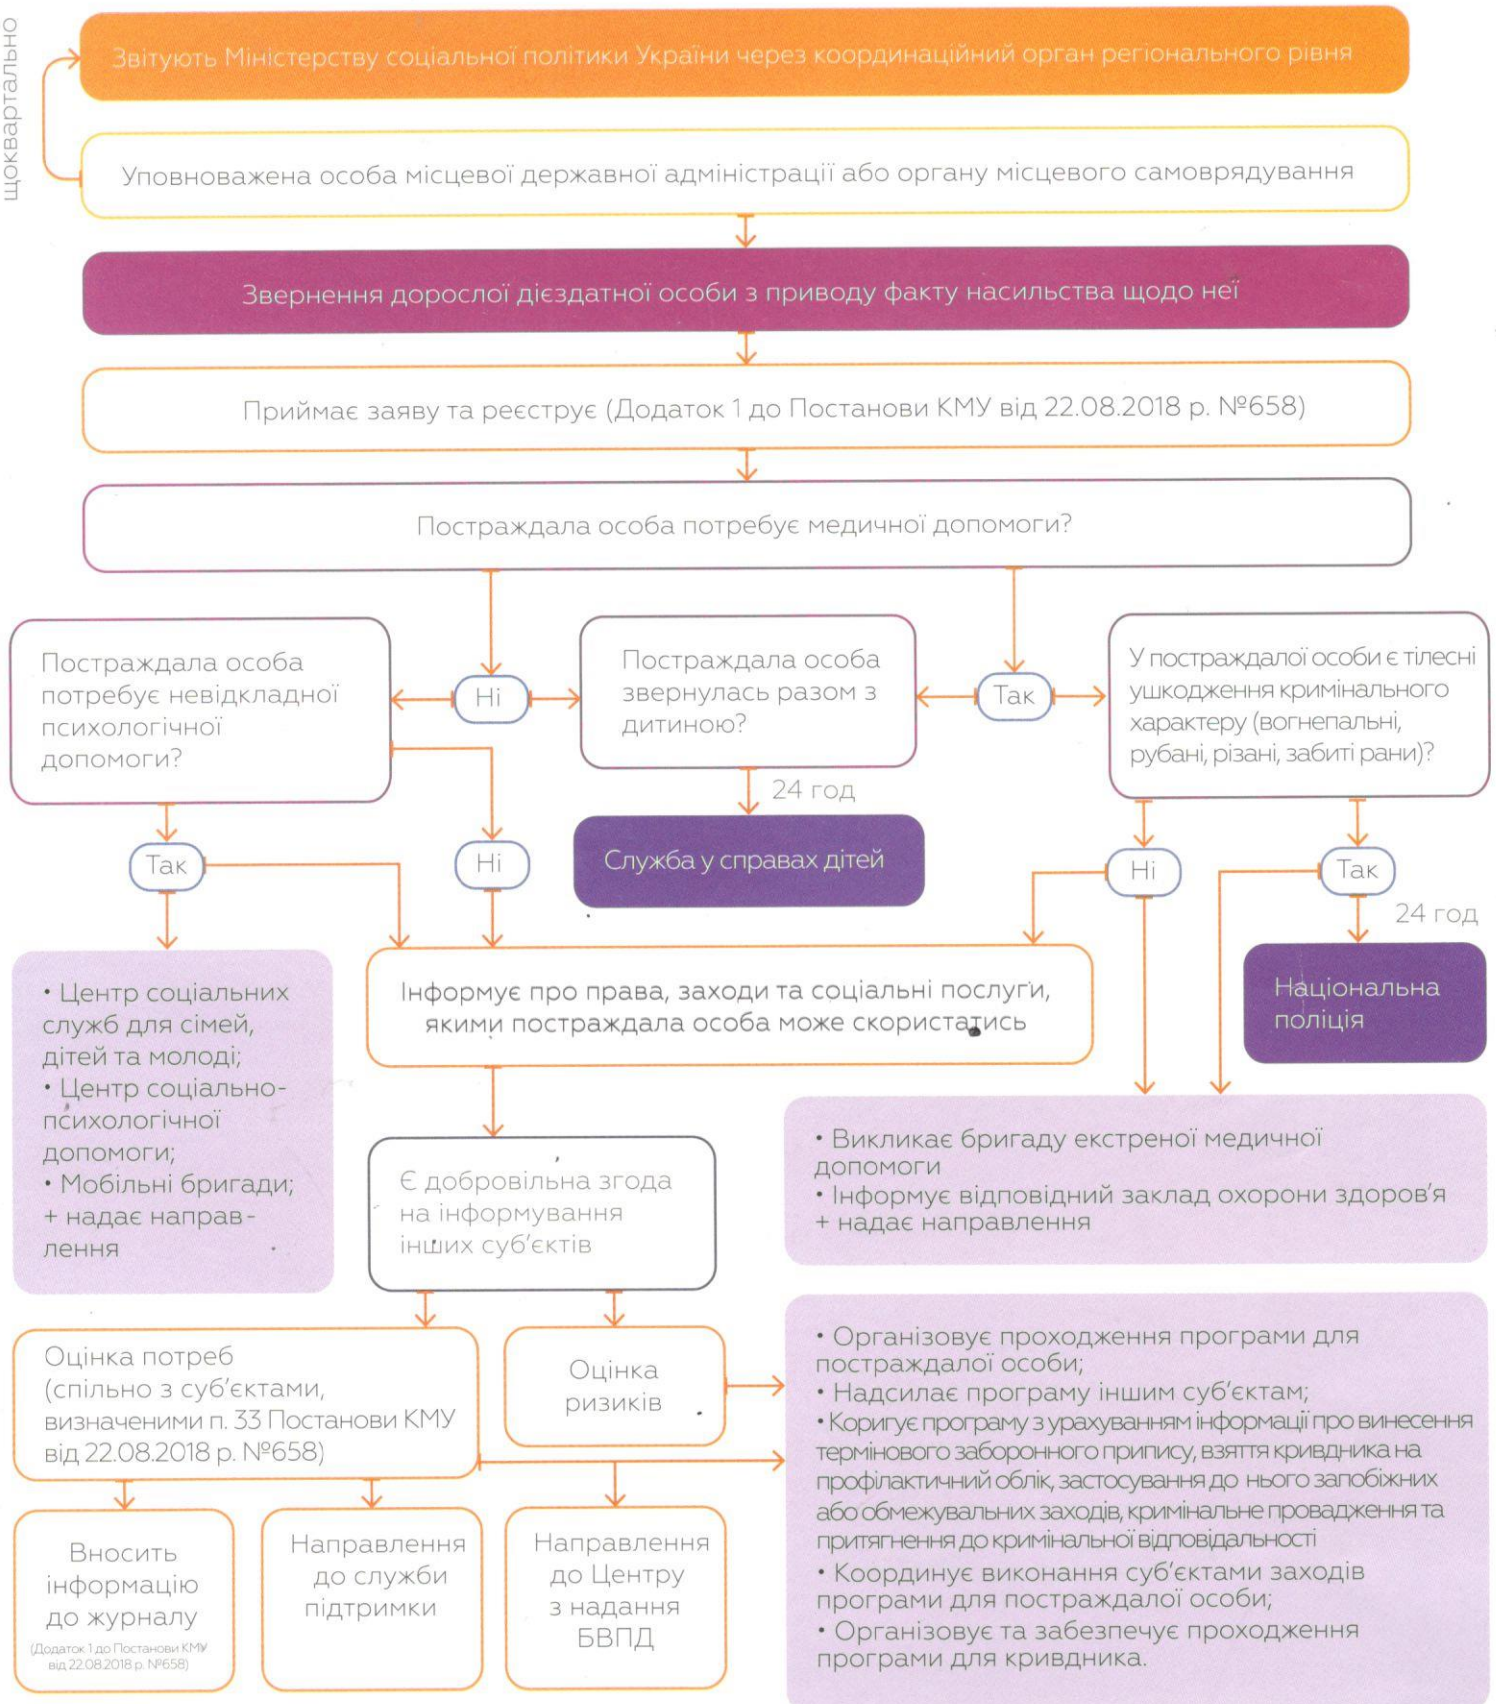 щоквартально
Звітують Міністерству соціальної політики України через координаційний орган регіонального рівня
Уповноважена особа місцевої державної адміністрації або органу місцевого самоврядування
Звернення дорослої дієздатної особи з приводу факту насильства щодо неї
Приймає заяву та реєструє (Додаток 1 до Постанови КМУ від 22.08.2018 р. №658)
Постраждала особа потребує медичної допомоги?
Постраждала особа
потребує невідкладної
психологічної
допомоги?
Ні
Постраждала особа
звернулась разом з
дитиною?
Так
У постраждалої особи є тілесні
ушкодження кримінального
характеру (вогнепальні,
рубані, різані, забиті рани)?
24 год
Так
Ні
Служба у справах дітей
Ні
Так
24 год
• Центр соціальних
служб для сімей,
дітей та молоді;
• Центр соціально-
психологічної
допомоги;
• Мобільні бригади;
+ надає направ-
лення
Інформує про права, заходи та соціальні послуги,
якими постраждала особа може скористатись
Національна
поліція
• Викликає бригаду екстреної медичної
допомоги
• Інформує відповідний заклад охорони здоров’я
+ надає направлення
Є добровільна згода
на інформування
інших суб’єктів
Оцінка потреб
(спільно з суб’єктами,
визначеними п. 33 Постанови КМУ
від 22.08.2018 р. №658)
Оцінка
ризиків
• Організовує проходження програми для
постраждалої особи;
• Надсилає програму іншим суб’єктам;
• Коригує програму з урахуванням інформації про винесення
термінового заборонного припису, взяття кривдника на
профілактичний облік, застосування до нього запобіжних
або обмежувальних заходів, кримінальне провадження та
притягнення до кримінальної відповідальності
• Координує виконання суб’єктами заходів
програми для постраждалої особи;
• Організовує та забезпечує проходження
програми для кривдника.
Вносить
інформацію
до журналу
(Додаток 1 до Постанови КМУ
від 22.08.2018 р. №658)
Направлення
до служби
підтримки
Направлення
до Центру
з надання
БВПД